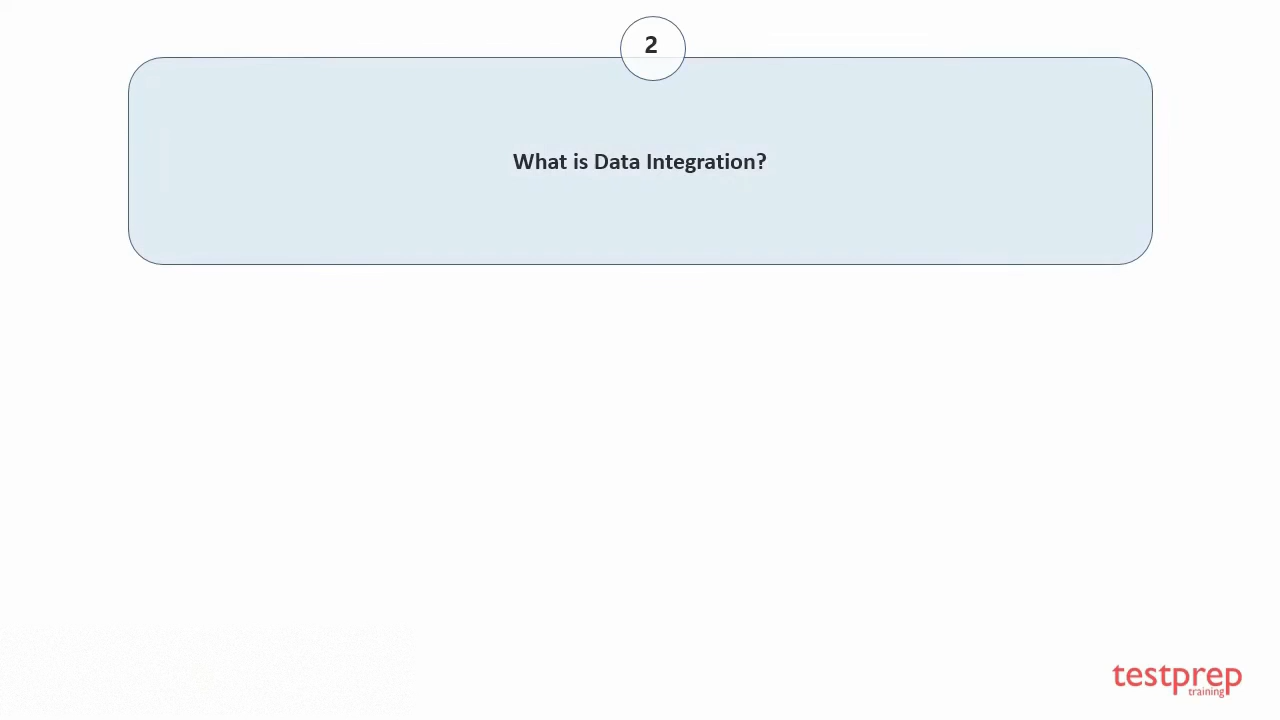 2
What is Data Integration?
testprep
training